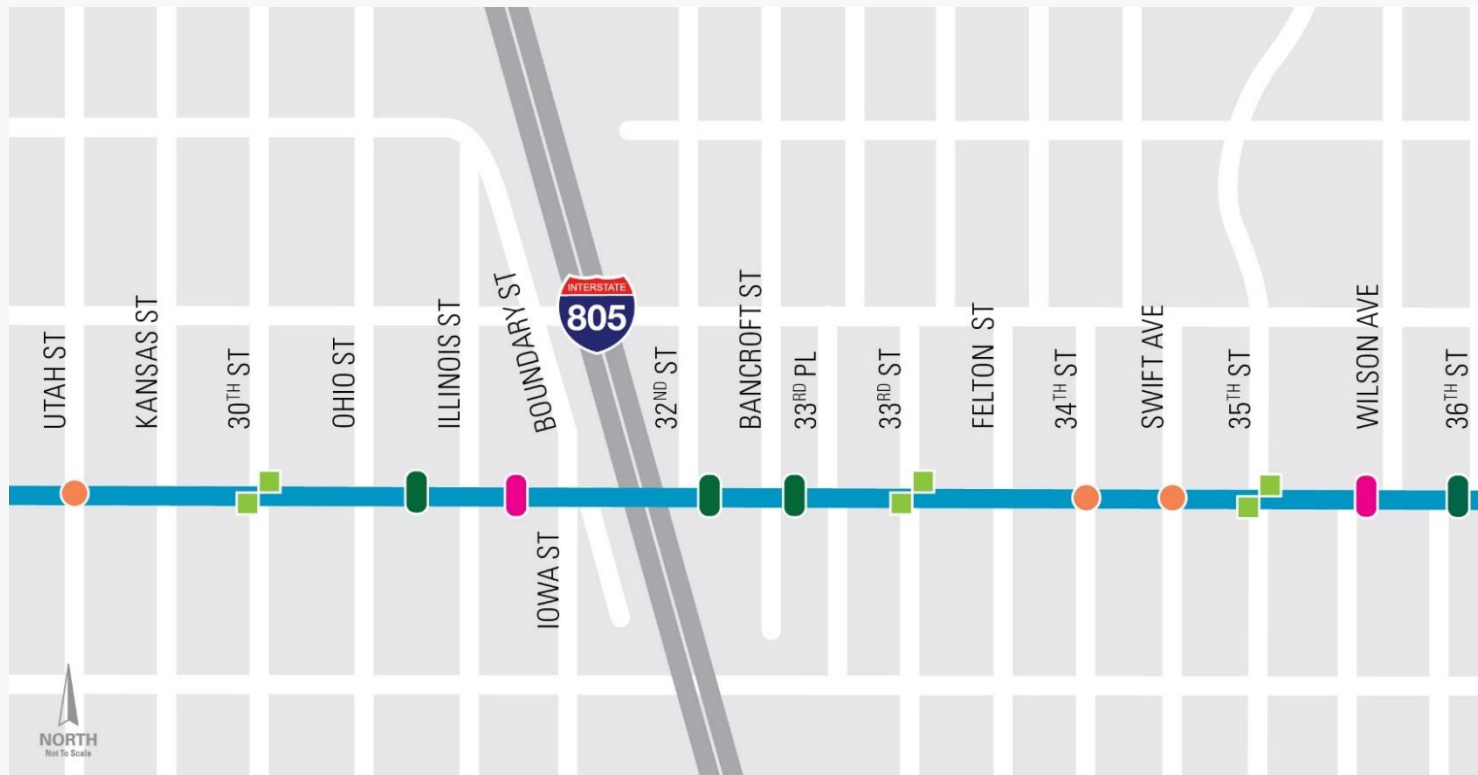 UTAH ST
KANSAS ST
30TH ST
OHIO ST
ILLINOIS ST
BOUNDARY ST
IOWA ST
INTERSTATE
805
32ND ST
BANCROFT ST
33RD PL
33RD ST
FELTON ST
34TH ST
SWIFT AVE
35TH ST
WILSON AVE
36TH ST
NORTH
Not To Scale